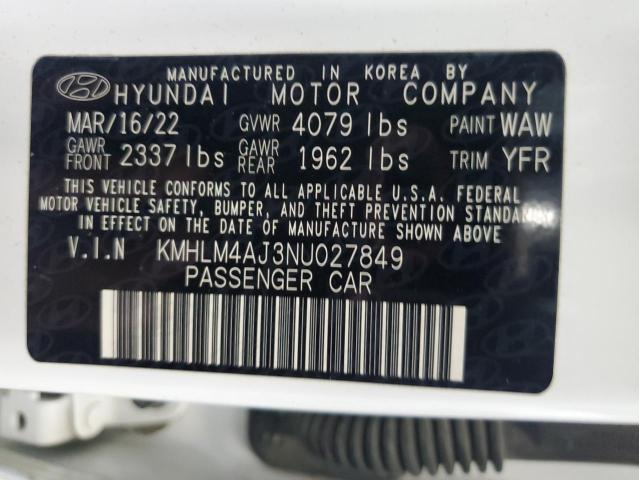 MANUFACTURED IN KOREA BY
HYUNDAI MOTOR COMPANY
MAR/16/22 GVWR 4079 lbs PAINT WAW
GAWR FRONT 2337 lbs GAWR REAR 1962 lbs TRIM YFR
THIS VEHICLE CONFORMS TO ALL APPLICABLE U.S.A. FEDERAL
MOTOR VEHICLE SAFETY, BUMPER, AND THEFT PREVENTION STANDARDS
IN EFFECT ON THE DATE OF MANUFACTURE SHOWN ABOVE
V.I.N KMHLM4AJ3NU027849
PASSENGER CAR